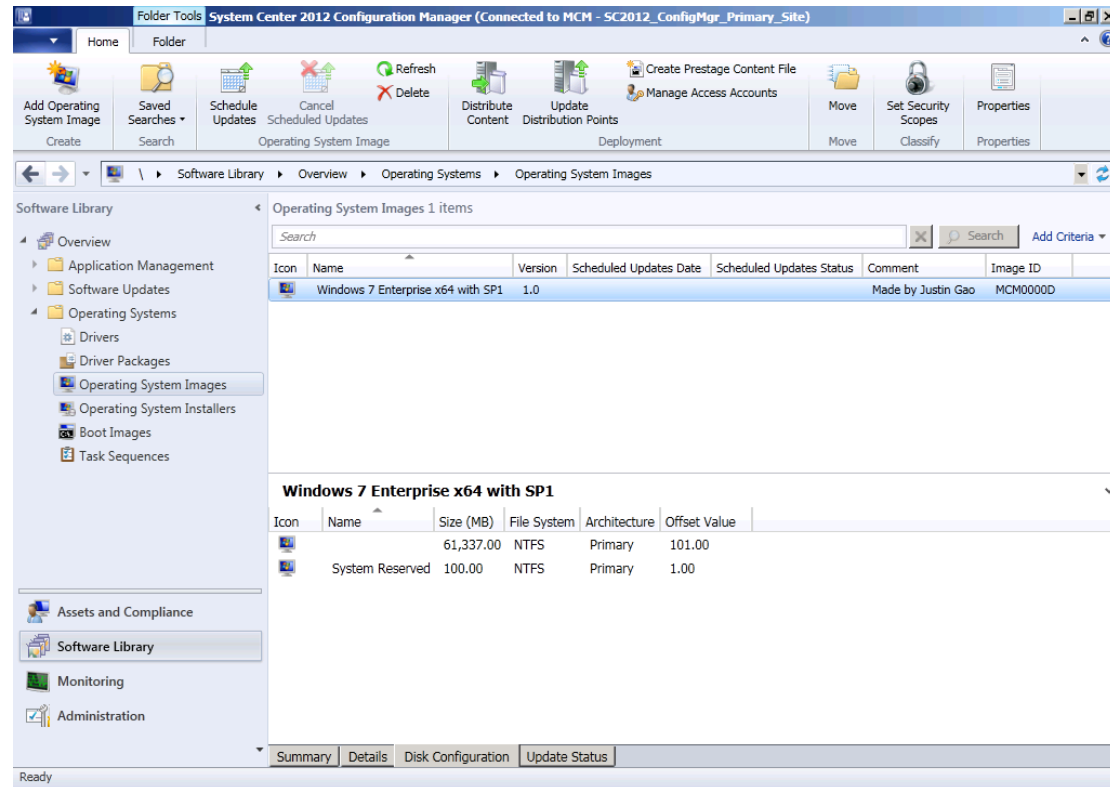 Folder Tools System Center 2012 Configuration Manager (Connected to MCM - SC2012_ConfigMgr_Primary_Site)
Home Folder
Add Operating System Image
Saved Searches
Schedule Updates
Cancel Scheduled Updates
Refresh
Delete
Distribute Content
Update Distribution Points
Create Prestage Content File
Manage Access Accounts
Move
Set Security Scopes
Properties
Create Search Operating System Image Deployment Move Classify Properties
\ Software Library Overview Operating Systems Operating System Images
Software Library
Overview
Application Management
Software Updates
Operating Systems
Drivers
Driver Packages
Operating System Images
Operating System Installers
Boot Images
Task Sequences
Assets and Compliance
Software Library
Monitoring
Administration
Operating System Images 1 items
Search Search Add Criteria
Icon Name Version Scheduled Updates Date Scheduled Updates Status Comment Image ID
Windows 7 Enterprise x64 with SP1 1.0 Made by Justin Gao MCM0000D
Windows 7 Enterprise x64 with SP1
Icon Name Size (MB) File System Architecture Offset Value
61,337.00 NTFS Primary 101.00
System Reserved 100.00 NTFS Primary 1.00
Summary Details Disk Configuration Update Status
Ready